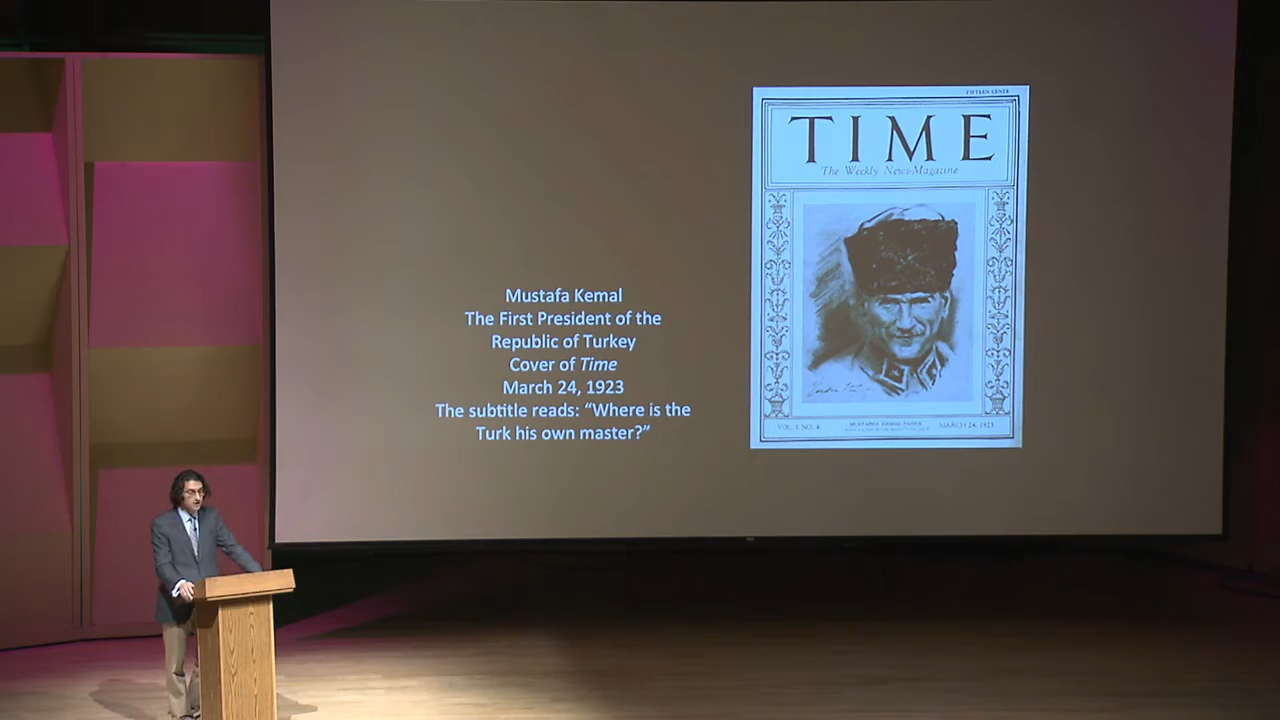 Mustafa Kemal
The First President of the
Republic of Turkey
Cover of Time
March 24, 1923
The subtitle reads: “Where is the
Turk his own master?”
FIFTEEN CENTS
TIME
The Weekly News-Magazine
VOL. I, NO. 4
MUSTAPHA KEMAL PASHA
MARCH 24, 1923